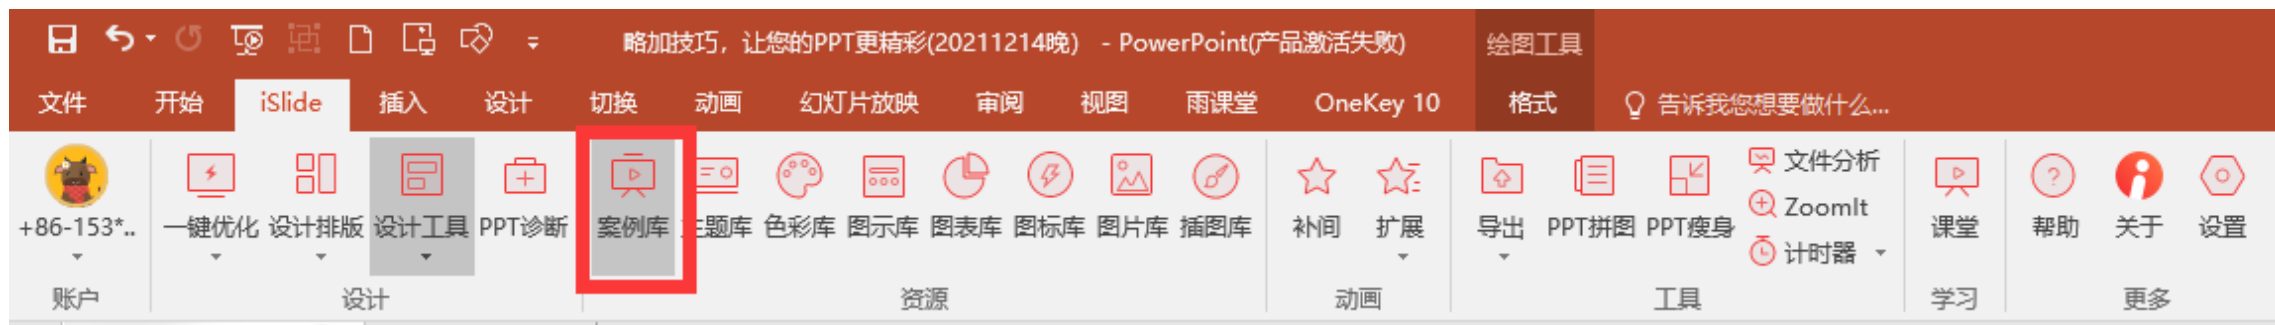 略加技巧，让您的PPT更精彩(20211214晚) - PowerPoint(产品激活失败) 绘图工具
文件 开始 iSlide 插入 设计 切换 动画 幻灯片放映 审阅 视图 雨课堂 OneKey 10 格式 告诉我您想要做什么...
+86-153*.. 一键优化 设计排版 设计工具 PPT诊断 案例库 主题库 色彩库 图示库 图表库 图标库 图片库 插图库 补间 扩展 导出 PPT拼图 PPT瘦身 文件分析 ZoomIt 计时器 课堂 帮助 关于 设置
账户 设计 资源 动画 工具 学习 更多